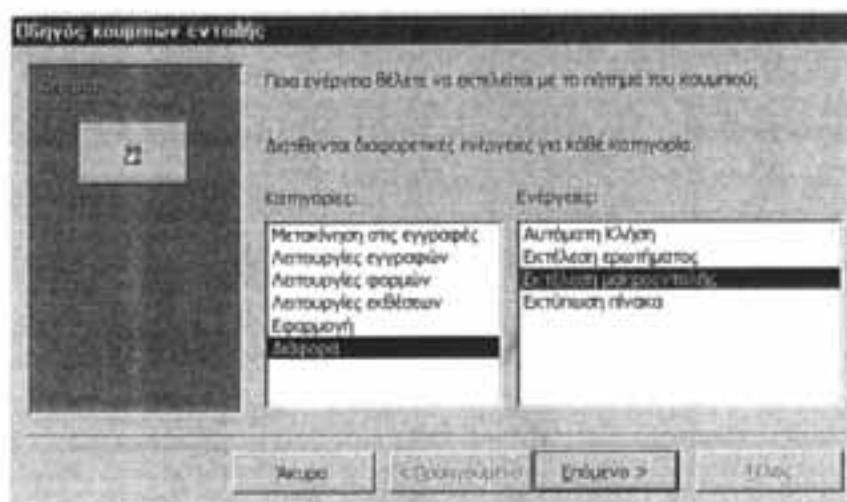 Οδηγός κουμπιών εντολής
Ποια ενέργεια θέλετε να εκτελείται με το πάτημα του κουμπιού;
Διατίθενται διαφορετικές ενέργειες για κάθε κατηγορία.
Κατηγορίες:
Μετακίνηση στις εγγραφές
Λειτουργίες εγγραφών
Λειτουργίες φορμών
Λειτουργίες εκθέσεων
Εφαρμογή
Διάφορα
Ενέργειες:
Αυτόματη Κλήση
Εκτέλεση ερωτήματος
Εκτέλεση μακροεντολής
Εκτύπωση πίνακα
Άκυρο
< Προηγούμενο
Επόμενο >
Τέλος